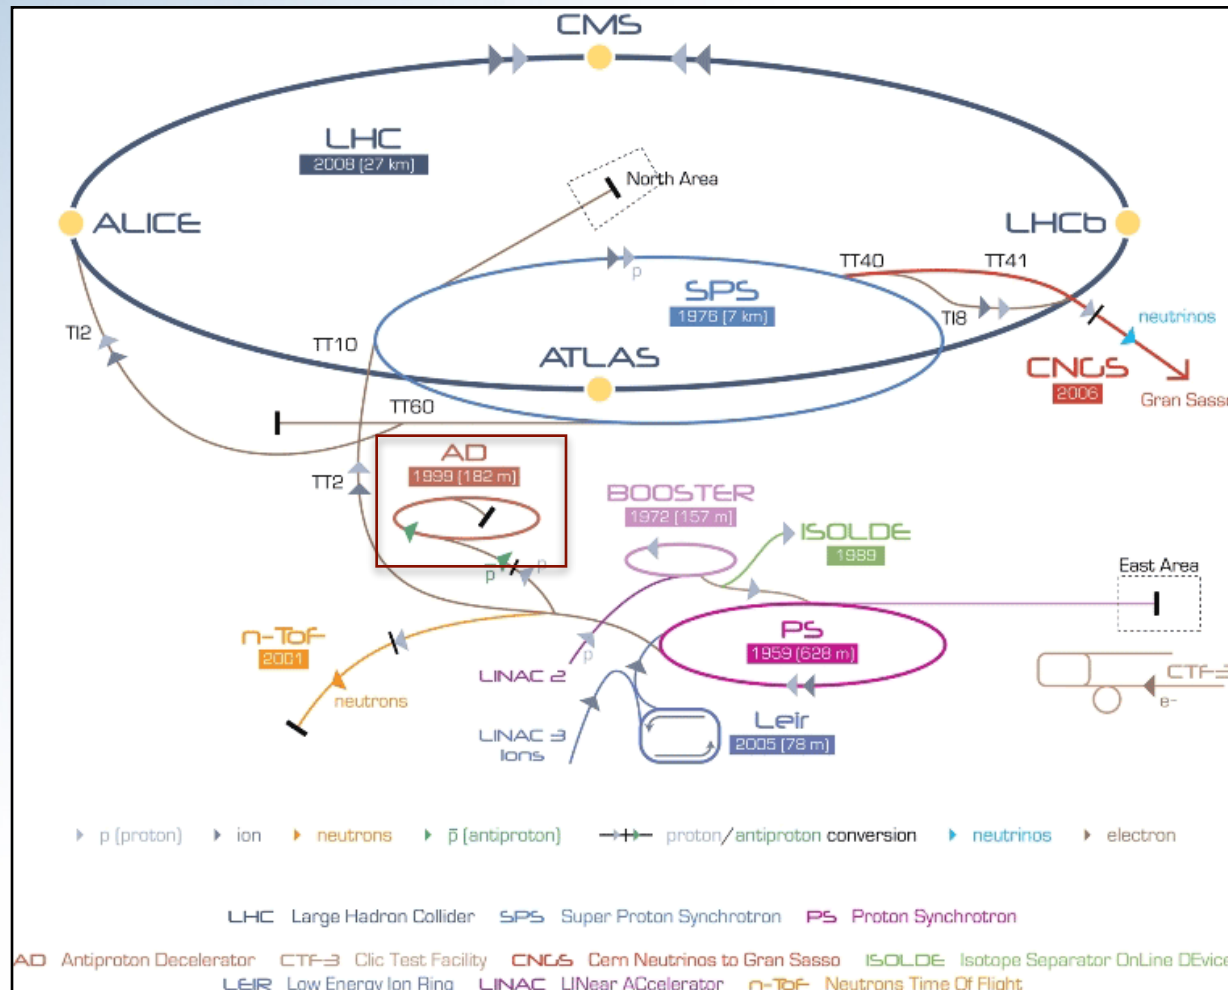 CMS
LHC
2008 (27 km)
North Area
ALICE
LHCb
TT40
TT41
p
SPS
1976 (7 km)
TI8
neutrinos
TI2
TT10
ATLAS
CNGS
2006
Gran Sasso
TT60
AD
1999 (182 m)
TT2
BOOSTER
1972 (157 m)
ISOLDE
1989
East Area
p̅
p
n-ToF
2001
neutrons
p
LINAC 2
PS
1959 (628 m)
CTF-3
e-
LINAC 3
Ions
Leir
2005 (78 m)
p (proton)
ion
neutrons
p̅ (antiproton)
proton/antiproton conversion
neutrinos
electron
LHC Large Hadron Collider SPS Super Proton Synchrotron PS Proton Synchrotron
AD Antiproton Decelerator CTF-3 Clic Test Facility CNGS Cern Neutrinos to Gran Sasso ISOLDE Isotope Separator OnLine DEvice
LEIR Low Energy Ion Ring LINAC LINear ACcelerator n-ToF Neutrons Time Of Flight